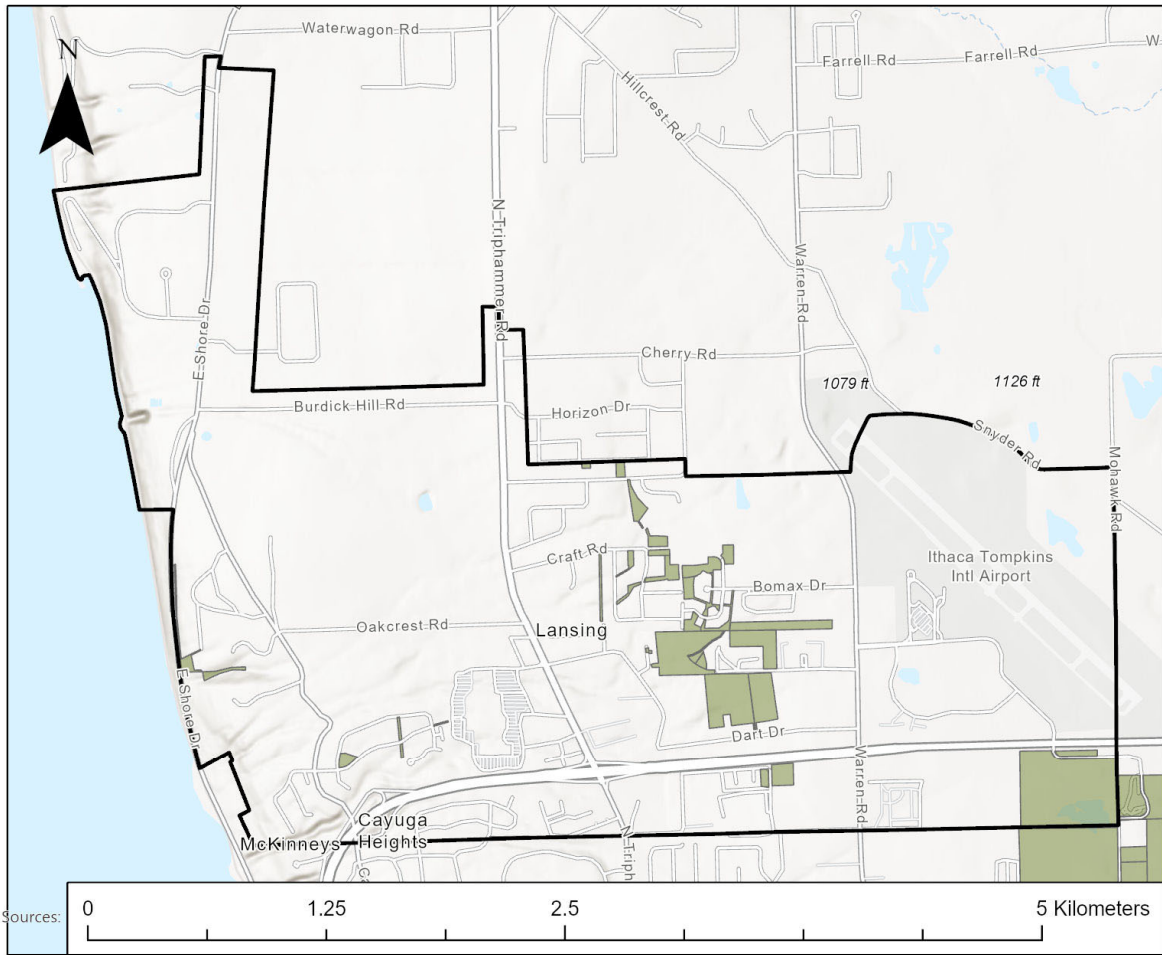 Waterwagon Rd
N
Farrell Rd
Farrell Rd
W
Hillcrest Rd
N Triphammer Rd
Warren Rd
E Shore Dr
Cherry Rd
1079 ft
1126 ft
Burdick Hill Rd
Horizon Dr
Snyder Rd
Mohawk Rd
Craft Rd
Ithaca Tompkins
Intl Airport
Bomax Dr
Oakcrest Rd
Lansing
E Shore Dr
Dart Dr
Warren Rd
Cayuga
Heights
McKinneys
N Triph
Ca
Sources:
0
1.25
2.5
5 Kilometers